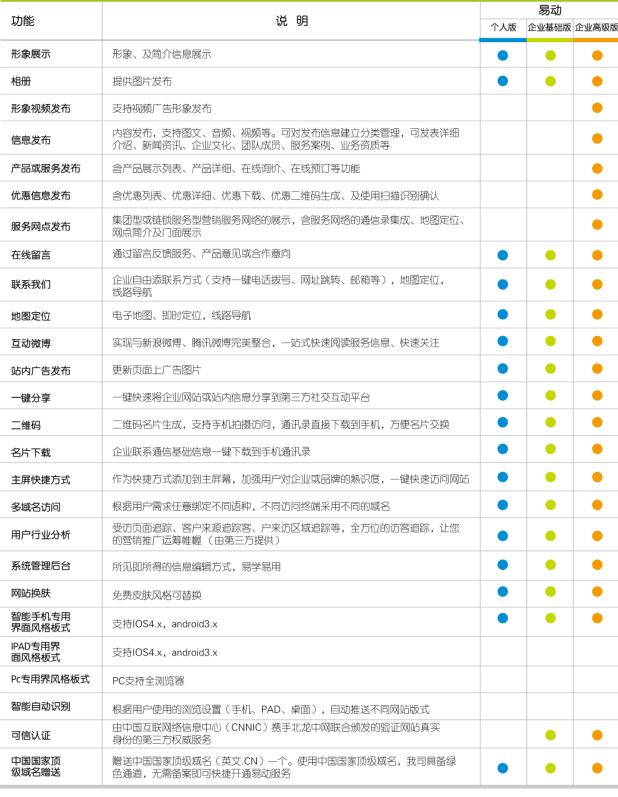 功能
说 明
易动
个人版
企业基础版
企业高级版
形象展示
形象、及简介信息展示
相册
提供图片发布
形象视频发布
支持视频广告形象发布
信息发布
内容发布，支持图文、音频、视频等。可对发布信息建立分类管理，可发表详细
介绍、新闻资讯、企业文化、团队成员、服务案例、业务资质等
产品或服务发布
含产品展示列表、产品详细、在线询价、在线预订等功能
优惠信息发布
含优惠列表、优惠详细、优惠下载、优惠二维码生成、及使用扫描识别确认
服务网点发布
集团型或链锁服务型营销服务网络的展示，含服务网络的通信录集成、地图定位、
网点简介及门面展示
在线留言
通过留言反馈服务、产品意见或合作意向
联系我们
企业自由添联系方式（支持一键电话拨号、网址跳转、邮箱等），地图定位，
线路导航
地图定位
电子地图、即时定位，线路导航
互动微博
实现与新浪微博、腾讯微博完美整合，一站式快速阅读服务信息、快速关注
站内广告发布
更新页面上广告图片
一键分享
一键快速将企业网站或站内信息分享到第三方社交互动平台
二维码
二维码名片生成，支持手机拍摄访问，通讯录直接下载到手机，方便名片交换
名片下载
企业联系通信基础信息一键下载到手机通讯录
主屏快捷方式
作为快捷方式添加到主屏幕，加强用户对企业或品牌的熟识度，一键快速访问网站
多域名访问
根据用户需求任意绑定不同语种，不同访问终端采用不同的域名
用户行业分析
受访页面追踪、客户来源追踪客、户来访区域追踪等，全方位的访客追踪，让您
的营销推广运筹帷幄（由第三方提供）
系统管理后台
所见即所得的信息编辑方式，易学易用
网站换肤
免费皮肤风格可替换
智能手机专用
界面风格板式
支持IOS4.x，android3.x
IPAD专用界
面风格板式
支持IOS4.x，android3.x
Pc专用界风格板式
PC支持全浏览器
智能自动识别
根据用户使用的浏览设置（手机、PAD、桌面），自动推送不同网站版式
可信认证
由中国互联网络信息中心（CNNIC）携手北龙中网联合颁发的验证网站真实
身份的第三方权威服务
中国国家顶
级域名赠送
赠送中国国家顶级域名（英文.CN）一个。使用中国国家顶级域名，我司具备绿
色通道，无需备案即可快捷开通易动服务